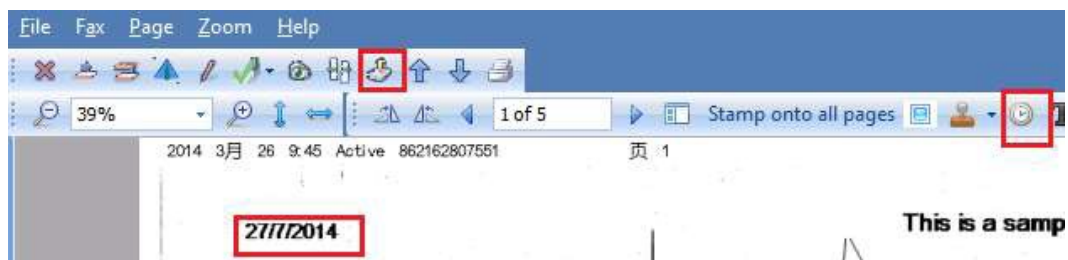 File Fax Page Zoom Help
39% 1 of 5 Stamp onto all pages
2014 3月 26 9:45 Active 862162807551 页 1
27/7/2014 This is a samp